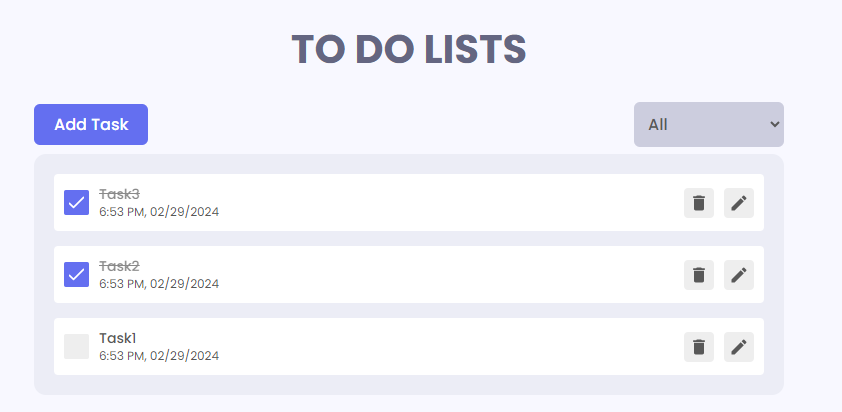 TO DO LISTS
Add Task
All
Task3
6:53 PM, 02/29/2024
Task2
6:53 PM, 02/29/2024
Task1
6:53 PM, 02/29/2024